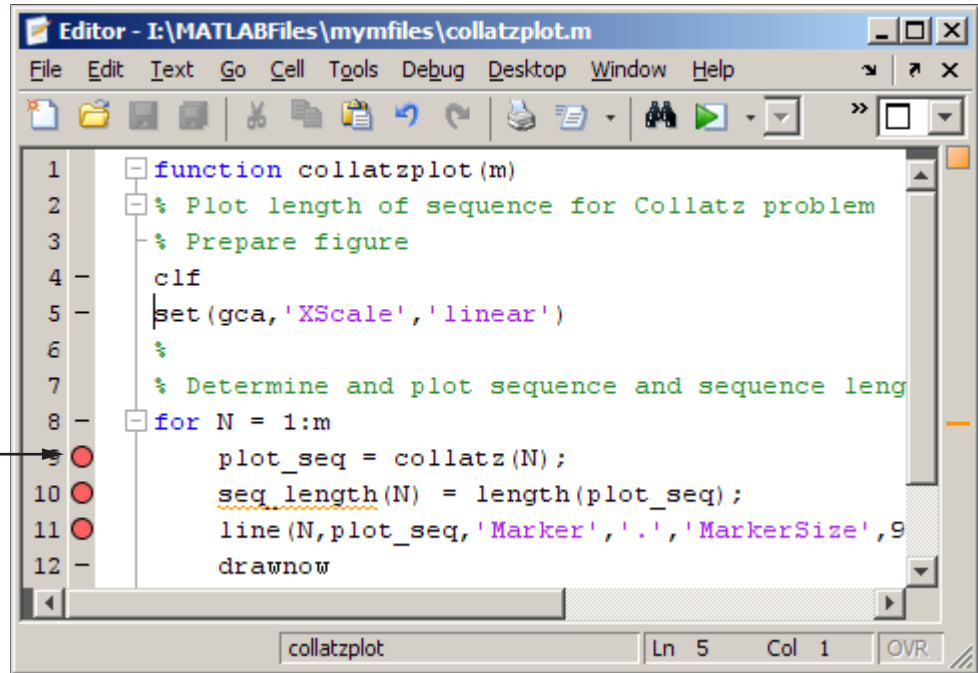 Editor - I:\MATLABFiles\mymfiles\collatzplot.m
File Edit Text Go Cell Tools Debug Desktop Window Help
»
1 function collatzplot(m)
2 % Plot length of sequence for Collatz problem
3 % Prepare figure
4 – clf
5 – set(gca,'XScale','linear')
6 %
7 % Determine and plot sequence and sequence leng
8 – for N = 1:m
9 plot_seq = collatz(N);
10 seq_length(N) = length(plot_seq);
11 line(N,plot_seq,'Marker','.','MarkerSize',9
12 – drawnow
collatzplot Ln 5 Col 1 OVR